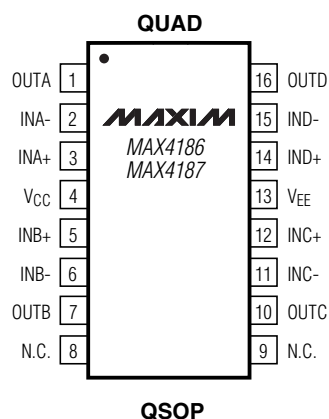 QUAD
OUTA 1 16 OUTD
INA- 2 MAXIM 15 IND-
INA+ 3 MAX4186 14 IND+
MAX4187
VCC 4 13 VEE
INB+ 5 12 INC+
INB- 6 11 INC-
OUTB 7 10 OUTC
N.C. 8 9 N.C.
QSOP